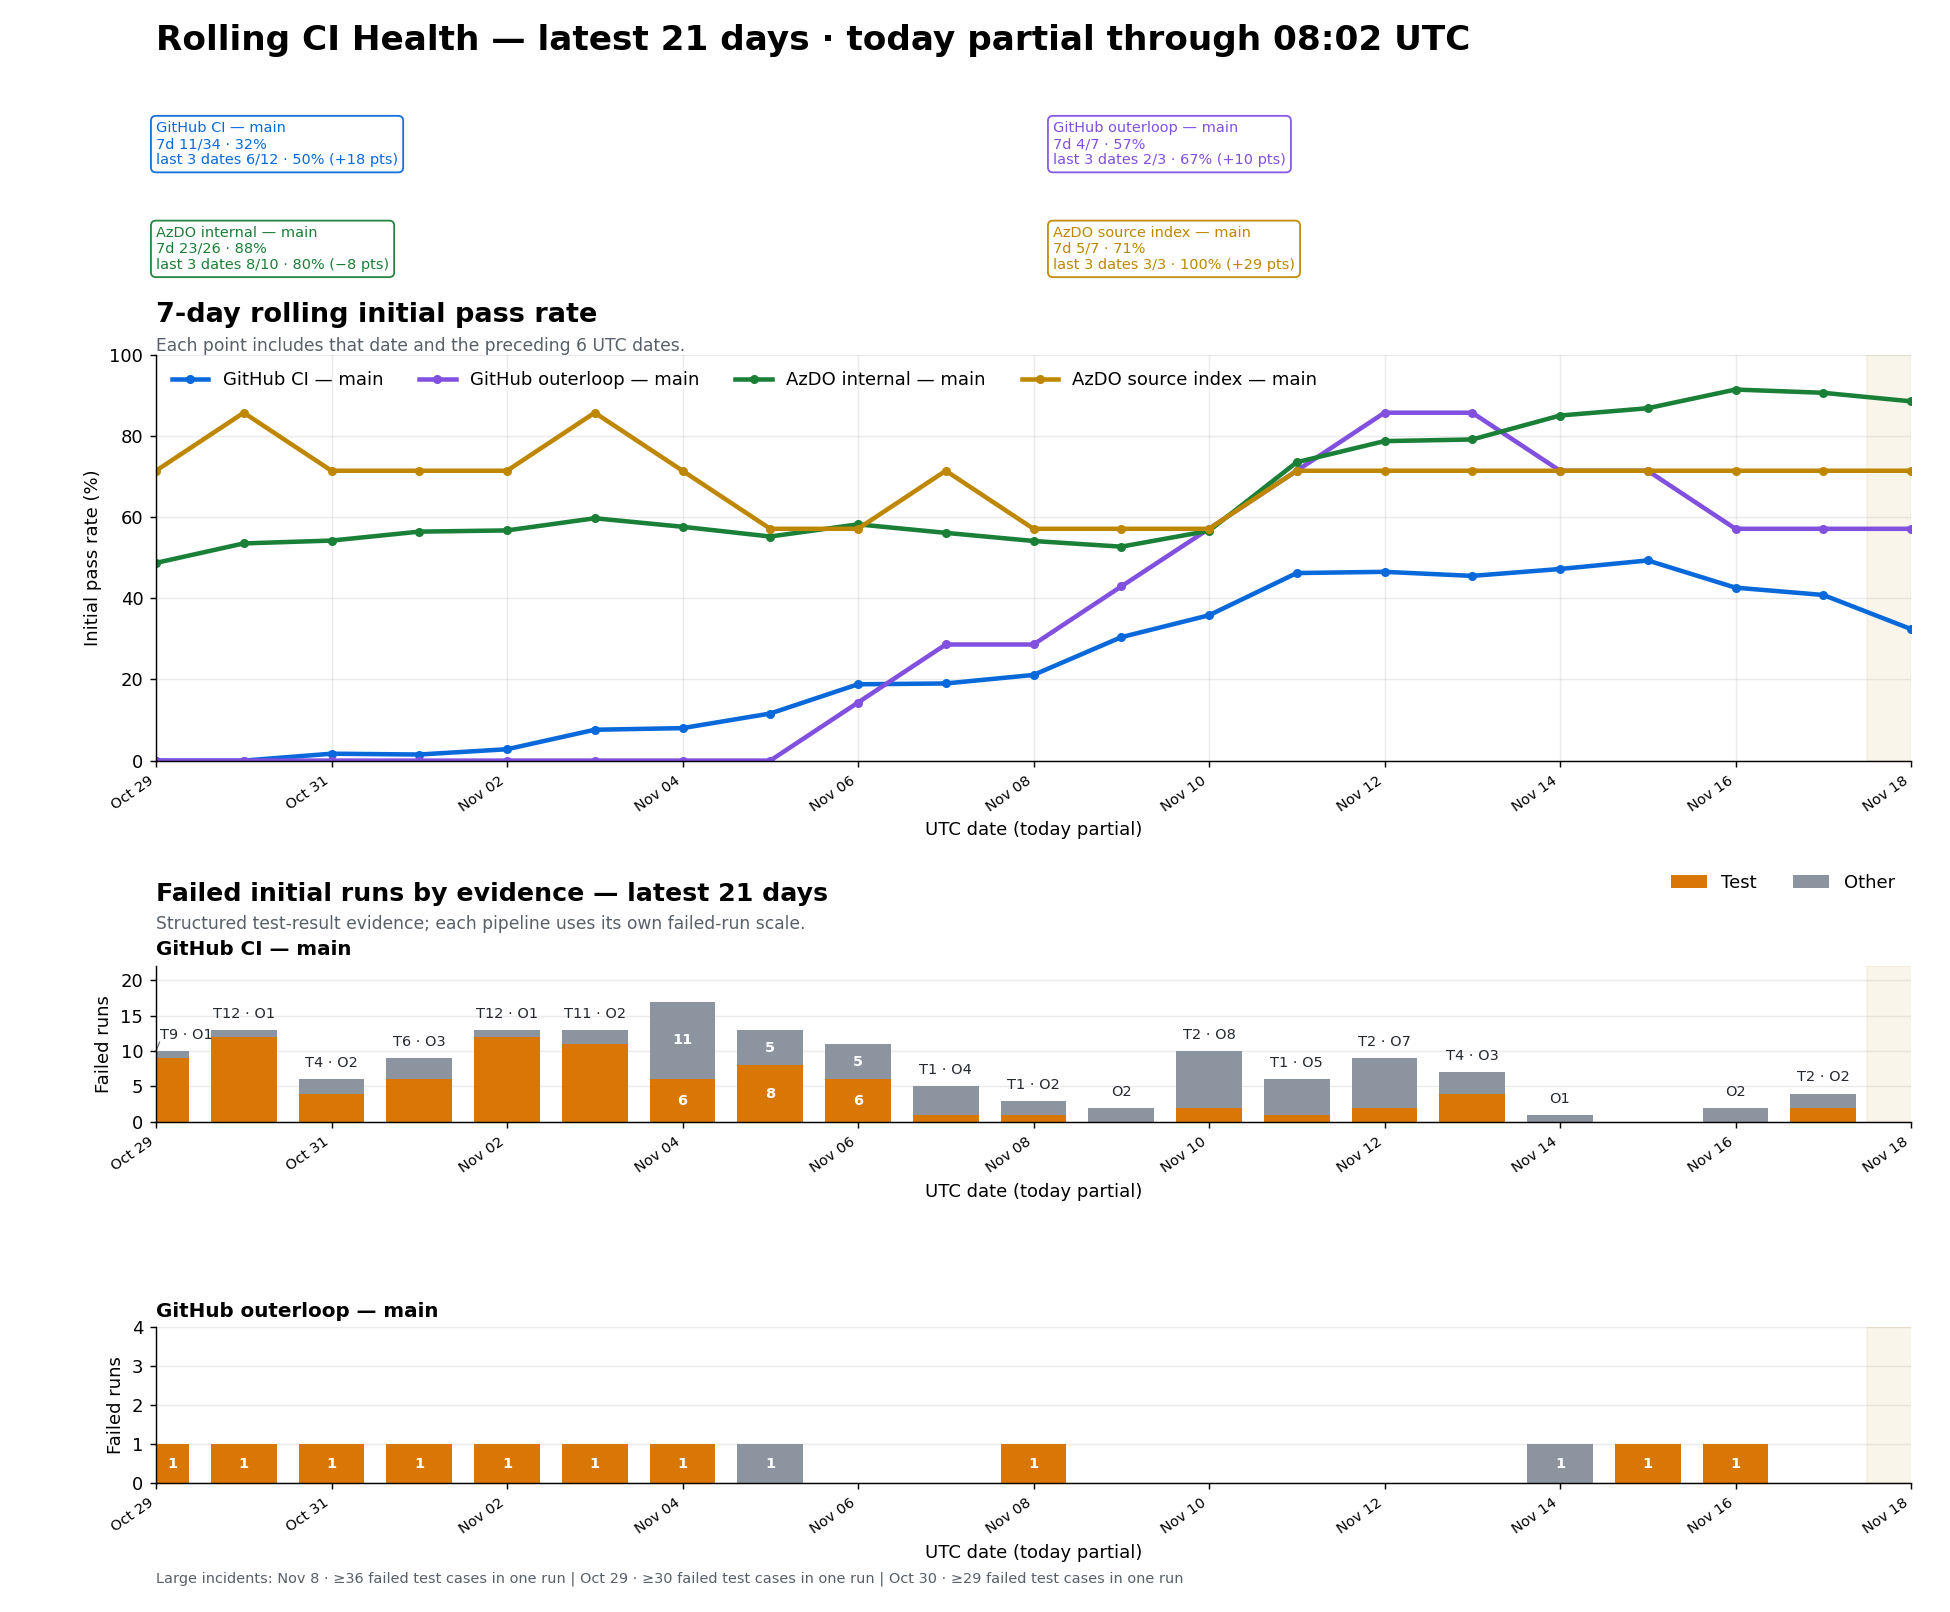 Rolling CI Health — latest 21 days · today partial through 08:02 UTC
GitHub CI — main
7d 11/34 · 32%
last 3 dates 6/12 · 50% (+18 pts)
GitHub outerloop — main
7d 4/7 · 57%
last 3 dates 2/3 · 67% (+10 pts)
AzDO internal — main
7d 23/26 · 88%
last 3 dates 8/10 · 80% (−8 pts)
AzDO source index — main
7d 5/7 · 71%
last 3 dates 3/3 · 100% (+29 pts)
7-day rolling initial pass rate
Each point includes that date and the preceding 6 UTC dates.
GitHub CI — main GitHub outerloop — main AzDO internal — main AzDO source index — main
Initial pass rate (%)
100
80
60
40
20
0
Oct 29 Oct 31 Nov 02 Nov 04 Nov 06 Nov 08 Nov 10 Nov 12 Nov 14 Nov 16 Nov 18
UTC date (today partial)
Failed initial runs by evidence — latest 21 days
Test Other
Structured test-result evidence; each pipeline uses its own failed-run scale.
GitHub CI — main
Failed runs
20
15
10
5
0
T9 · O1 T12 · O1 T4 · O2 T6 · O3 T12 · O1 T11 · O2 11 6 5 8 5 6 T1 · O4 T1 · O2 O2 T2 · O8 T1 · O5 T2 · O7 T4 · O3 O1 O2 T2 · O2
Oct 29 Oct 31 Nov 02 Nov 04 Nov 06 Nov 08 Nov 10 Nov 12 Nov 14 Nov 16 Nov 18
UTC date (today partial)
GitHub outerloop — main
Failed runs
4
3
2
1
0
1 1 1 1 1 1 1 1 1 1 1 1
Oct 29 Oct 31 Nov 02 Nov 04 Nov 06 Nov 08 Nov 10 Nov 12 Nov 14 Nov 16 Nov 18
UTC date (today partial)
Large incidents: Nov 8 · ≥36 failed test cases in one run | Oct 29 · ≥30 failed test cases in one run | Oct 30 · ≥29 failed test cases in one run